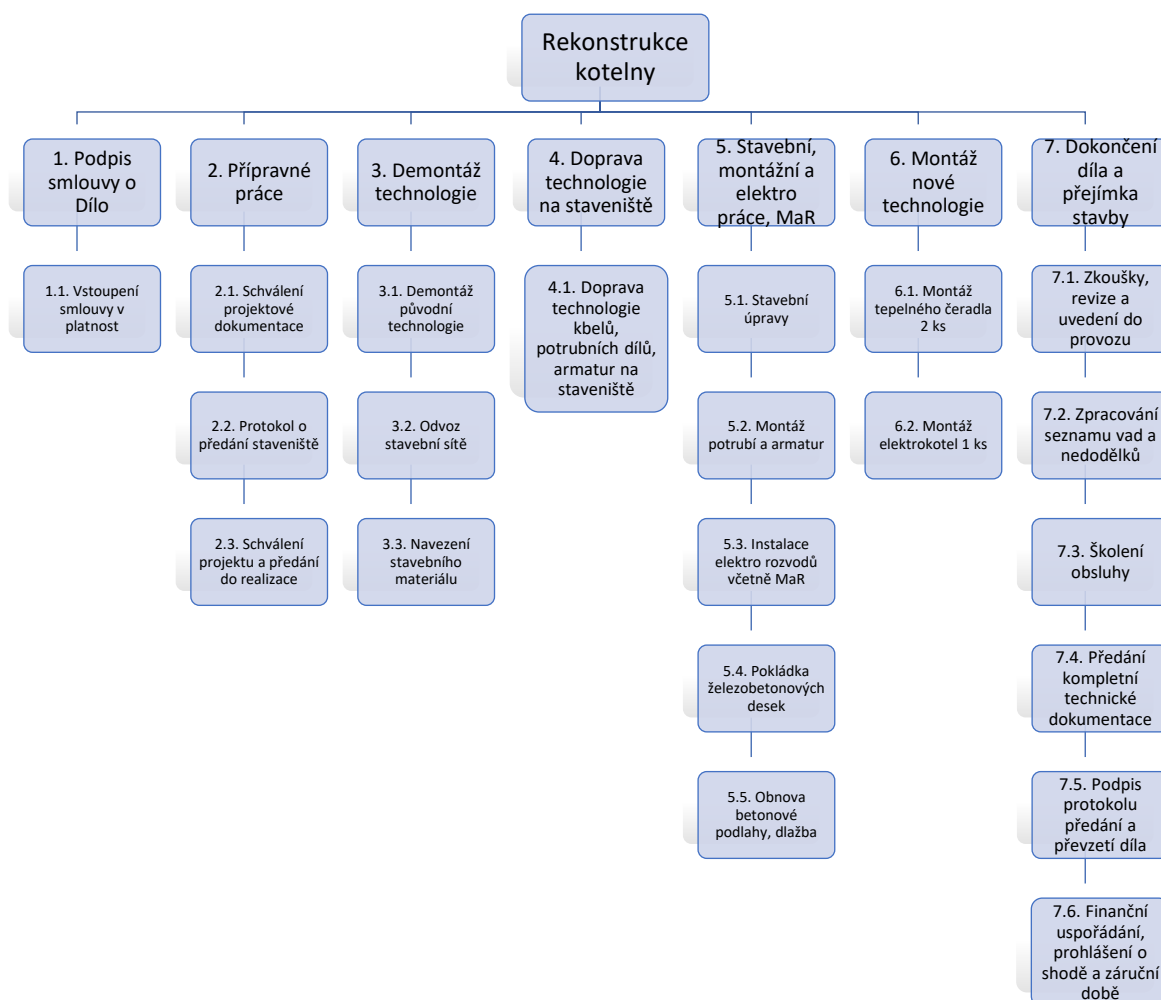 Rekonstrukce
kotelny
1. Podpis
smlouvy o
Dílo
1.1. Vstoupení
smlouvy v
platnost
2. Přípravné
práce
2.1. Schválení
projektové
dokumentace
2.2. Protokol o
předání staveniště
2.3. Schválení
projektu a předání
do realizace
3. Demontáž
technologie
3.1. Demontáž
původní
technologie
3.2. Odvoz
stavební sítě
3.3. Navezení
stavebního
materiálu
4. Doprava
technologie
na staveniště
4.1. Doprava
technologie
kbelů,
potrubních dílů,
armatur na
staveniště
5. Stavební,
montážní a
elektro
práce, MaR
5.1. Stavební
úpravy
5.2. Montáž
potrubí a armatur
5.3. Instalace
elektro rozvodů
včetně MaR
5.4. Pokládka
železobetonových
desek
5.5. Obnova
betonové
podlahy, dlažba
6. Montáž
nové
technologie
6.1. Montáž
tepelného čeradla
2 ks
6.2. Montáž
elektrokotel 1 ks
7. Dokončení
díla a
přejímka
stavby
7.1. Zkoušky,
revize a
uvedení do
provozu
7.2. Zpracování
seznamu vad a
nedodělků
7.3. Školení
obsluhy
7.4. Předání
kompletní
technické
dokumentace
7.5. Podpis
protokolu
předání a
převzetí díla
7.6. Finanční
uspořádání,
prohlášení o
shodě a záruční
době